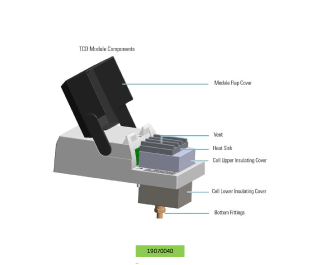 TCD Module Components
Module Flap Cover
Vent
Heat Sink
Cell Upper Insulating Cover
Cell Lower Insulating Cover
Bottom Fittings
19070040